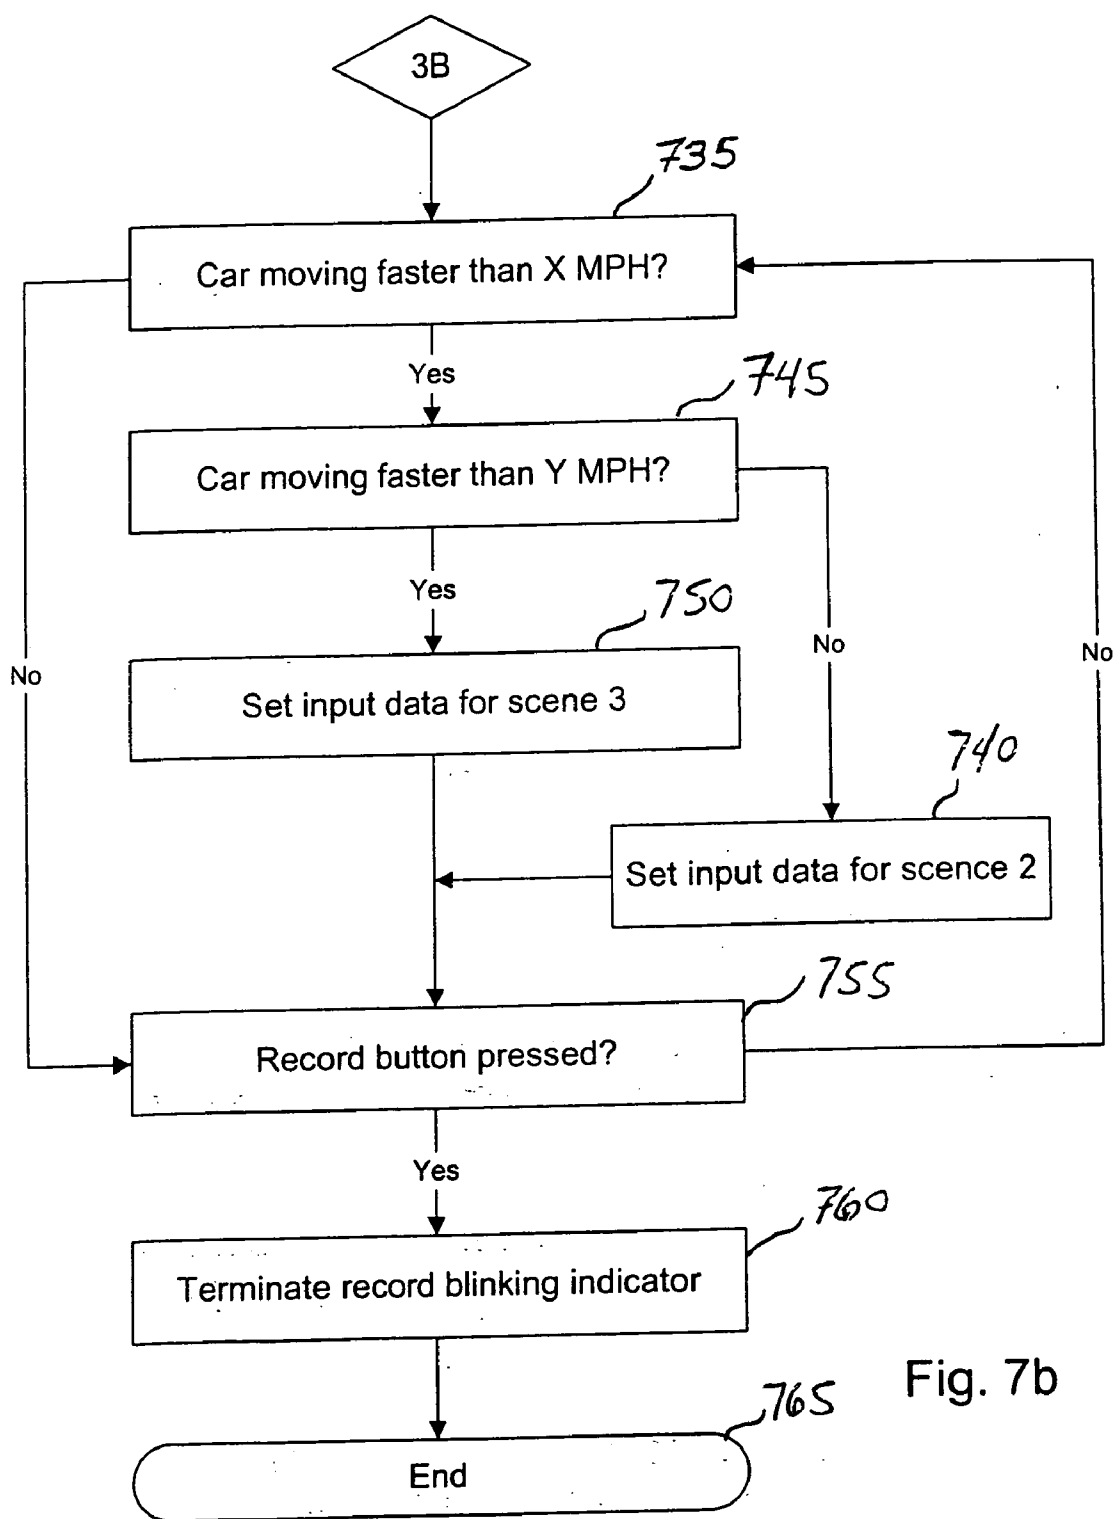 3B
735
Car moving faster than X MPH?
Yes
745
Car moving faster than Y MPH?
Yes
750
No
No
No
Set input data for scene 3
740
Set input data for scence 2
755
Record button pressed?
Yes
760
Terminate record blinking indicator
Fig. 7b
765
End